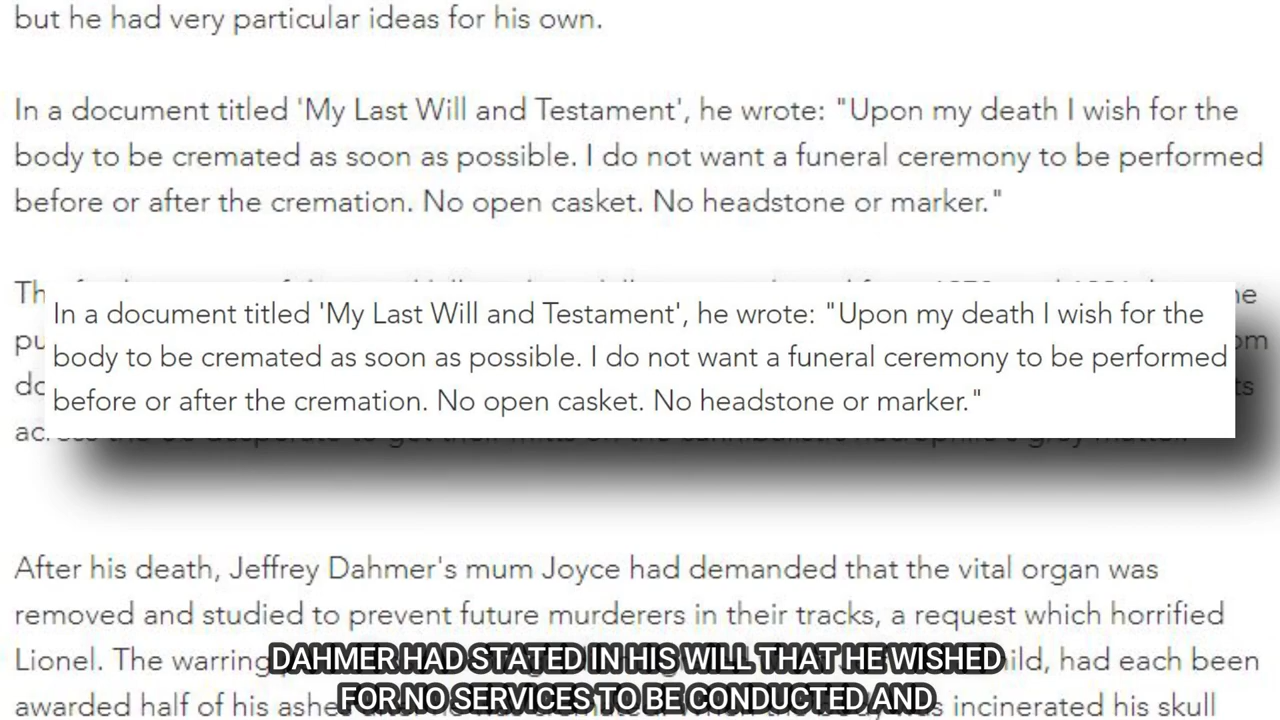 but he had very particular ideas for his own.
In a document titled 'My Last Will and Testament', he wrote: "Upon my death I wish for the
body to be cremated as soon as possible. I do not want a funeral ceremony to be performed
before or after the cremation. No open casket. No headstone or marker."
In a document titled 'My Last Will and Testament', he wrote: "Upon my death I wish for the
body to be cremated as soon as possible. I do not want a funeral ceremony to be performed
before or after the cremation. No open casket. No headstone or marker."
After his death, Jeffrey Dahmer's mum Joyce had demanded that the vital organ was
removed and studied to prevent future murderers in their tracks, a request which horrified
Lionel. The warring had each been
awarded half of his incinerated his skull
DAHMER HAD STATED IN HIS WILL THAT HE WISHED
FOR NO SERVICES TO BE CONDUCTED AND